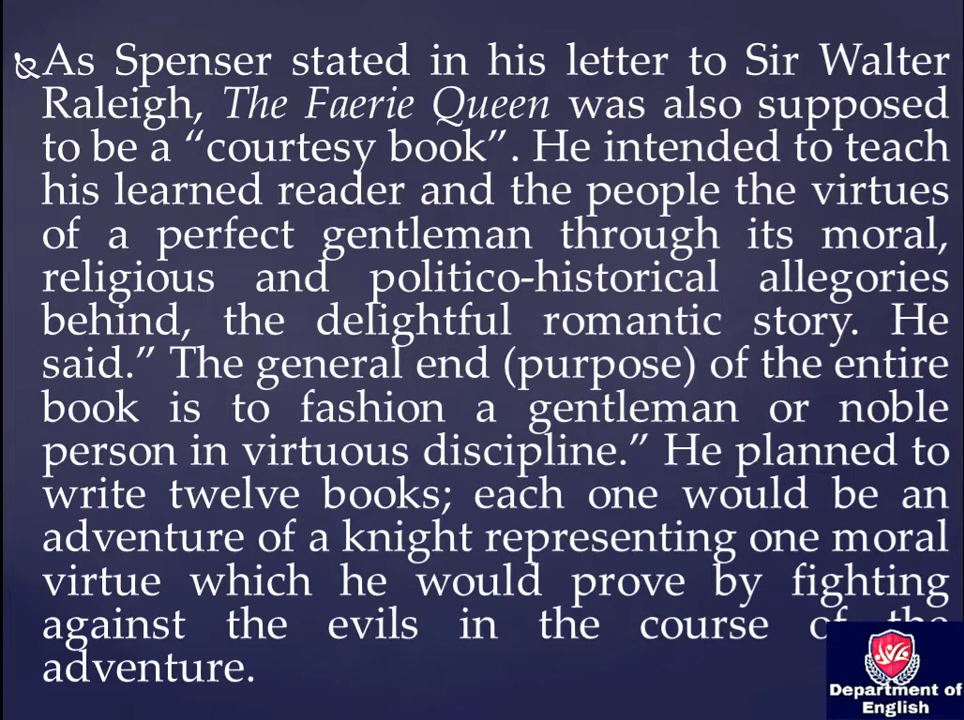 As Spenser stated in his letter to Sir Walter
Raleigh, The Faerie Queen was also supposed
to be a “courtesy book”. He intended to teach
his learned reader and the people the virtues
of a perfect gentleman through its moral,
religious and politico-historical allegories
behind, the delightful romantic story. He
said.” The general end (purpose) of the entire
book is to fashion a gentleman or noble
person in virtuous discipline.” He planned to
write twelve books; each one would be an
adventure of a knight representing one moral
virtue which he would prove by fighting
against the evils in the course of the
adventure.
Department of
English